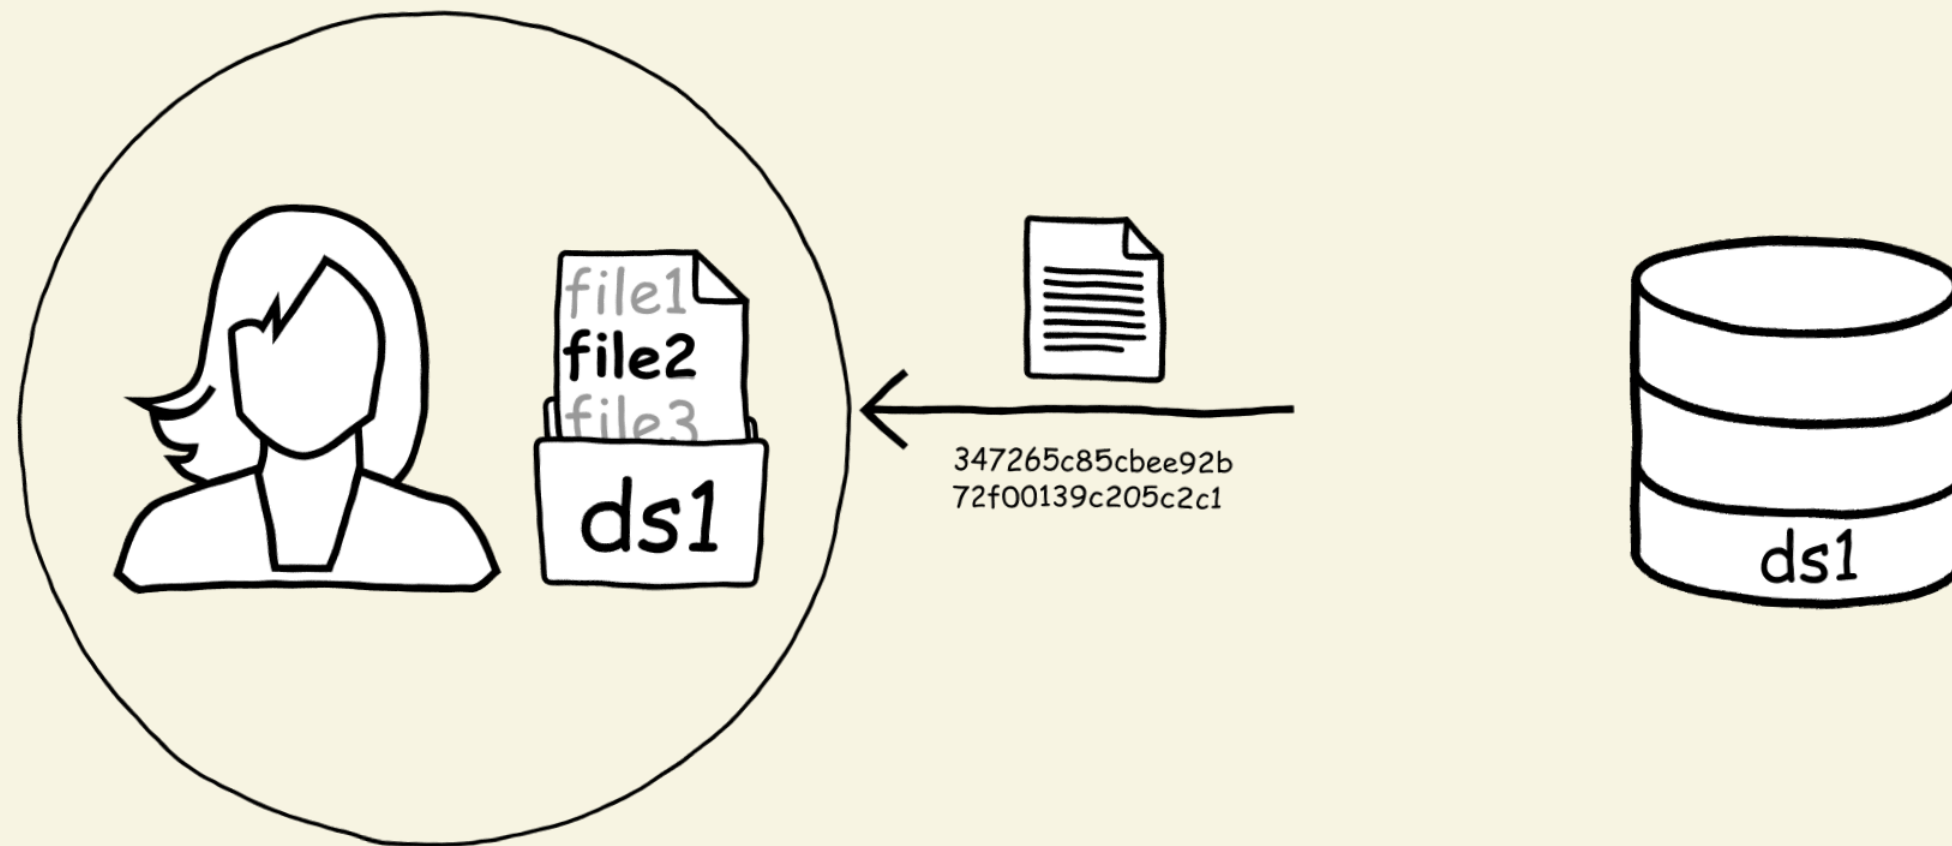 file1
file2
file3
ds1
347265c85cbee92b
72f00139c205c2c1
ds1